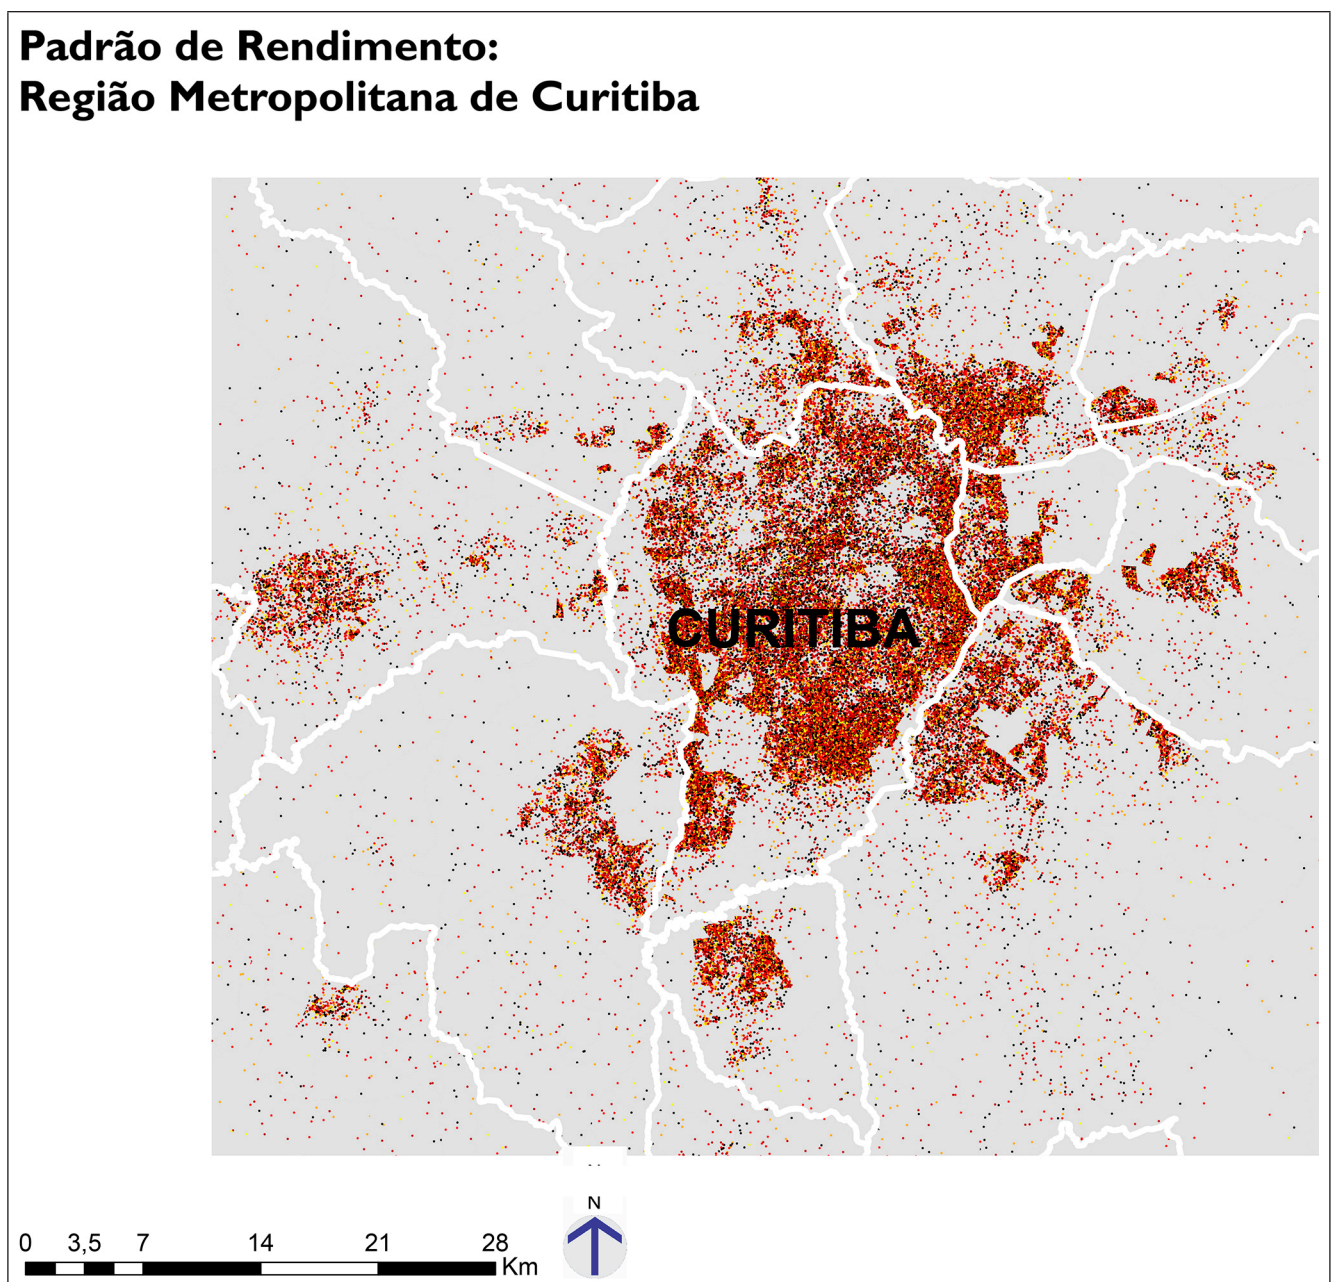 Padrão de Rendimento:
Região Metropolitana de Curitiba
CURITIBA
N
0 3,5 7 14 21 28
Km